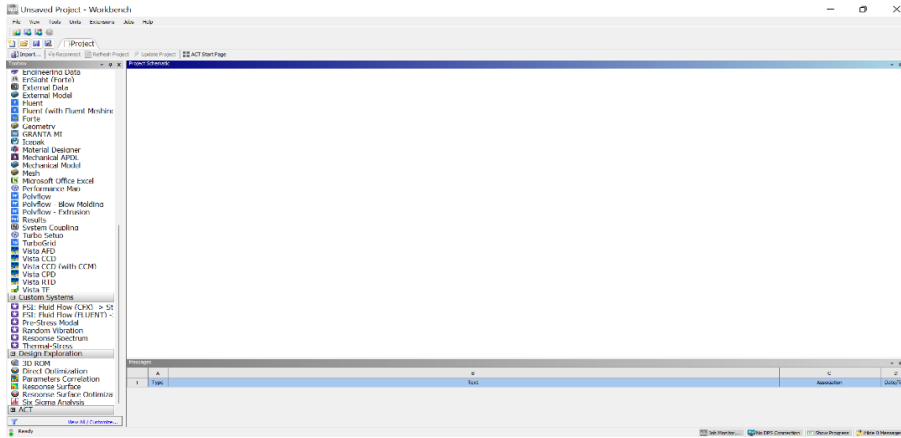 Unsaved Project - Workbench
File View Tools Units Extensions Jobs Help
Project
Import... Reconnect Refresh Project Update Project ACT Start Page
Toolbox
Project Schematic
Engineering Data
EnSight (Forte)
External Data
External Model
Fluent
Fluent (with Fluent Meshing
Forte
Geometry
GRANTA MI
Icepak
Material Designer
Mechanical APDL
Mechanical Model
Mesh
Microsoft Office Excel
Performance Map
Polyflow
Polyflow - Blow Molding
Polyflow - Extrusion
Results
System Coupling
Turbo Setup
TurboGrid
Vista AFD
Vista CCD
Vista CCD (with CCM)
Vista CPD
Vista RTD
Vista TF
Custom Systems
FSI: Fluid Flow (CFX) -> St
FSI: Fluid Flow (FLUENT) -
Pre-Stress Modal
Random Vibration
Response Spectrum
Thermal-Stress
Design Exploration
3D ROM
Direct Optimization
Parameters Correlation
Response Surface
Response Surface Optimiza
Six Sigma Analysis
ACT
View All / Customize...
Messages
A B C D
1 Type Text Association Date/T
Ready
Job Monitor... No DPS Connection Show Progress Hide 0 Messages